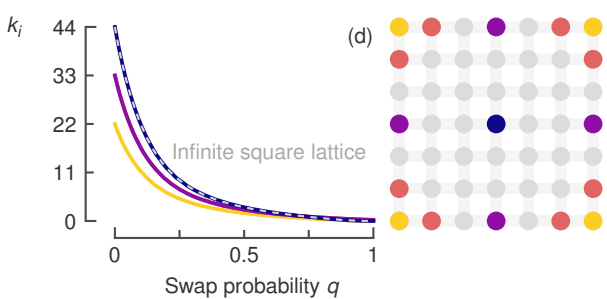 k_i
44
33
22
11
0
Infinite square lattice
0
0.5
1
Swap probability q
(d)